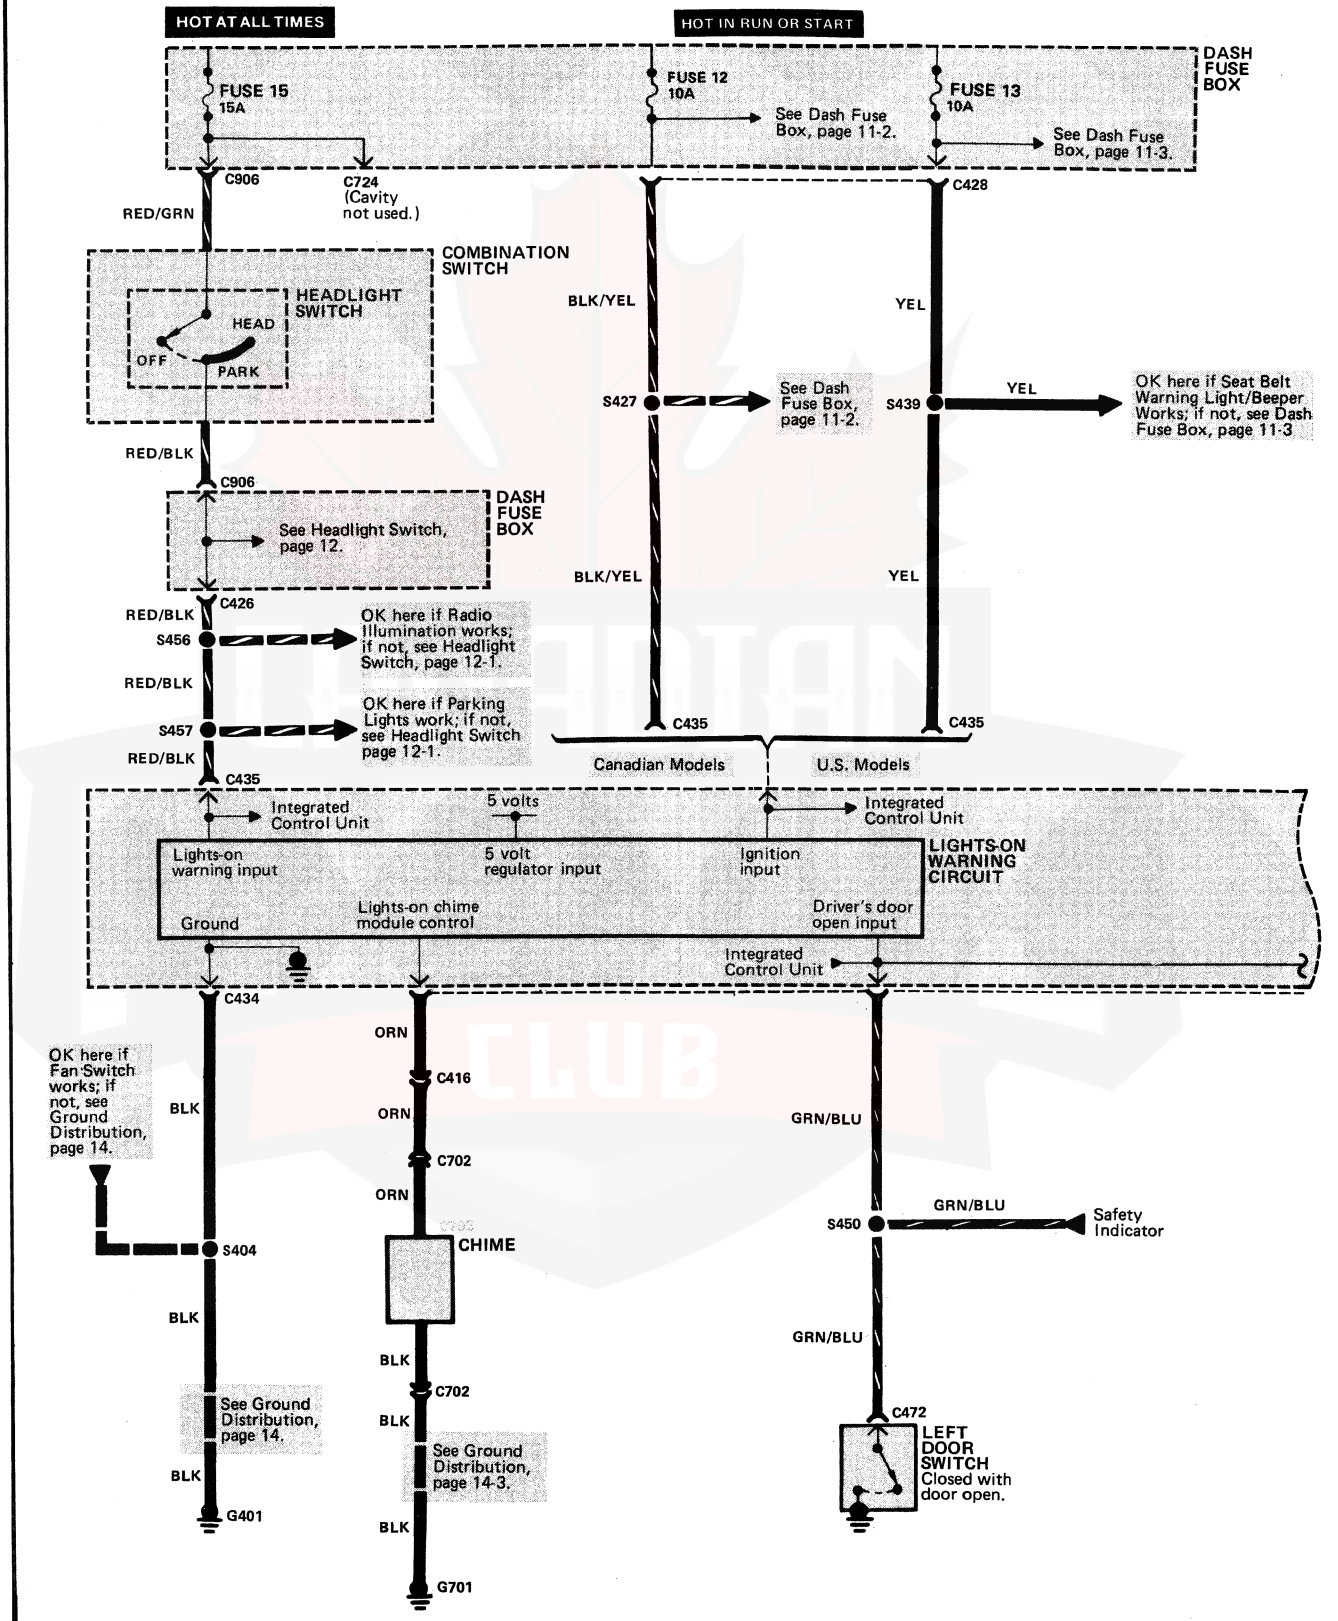 HOT AT ALL TIMES
HOT IN RUN OR START
DASH
FUSE
BOX
FUSE 15
15A
FUSE 12
10A
See Dash Fuse
Box, page 11-2.
FUSE 13
10A
See Dash Fuse
Box, page 11-3.
C906
C724
(Cavity
not used.)
C428
RED/GRN
COMBINATION
SWITCH
HEADLIGHT
SWITCH
HEAD
OFF
PARK
BLK/YEL
YEL
S427
See Dash
Fuse Box,
page 11-2.
S439
YEL
OK here if Seat Belt
Warning Light/Beeper
Works; if not, see Dash
Fuse Box, page 11-3
RED/BLK
C906
DASH
FUSE
BOX
See Headlight Switch,
page 12.
BLK/YEL
YEL
C426
RED/BLK
S456
OK here if Radio
Illumination works;
if not, see Headlight
Switch, page 12-1.
RED/BLK
S457
OK here if Parking
Lights work; if not,
see Headlight Switch
page 12-1.
RED/BLK
C435
C435
C435
Canadian Models
U.S. Models
CANADIAN
Integrated
Control Unit
5 volts
Integrated
Control Unit
Lights-on
warning input
5 volt
regulator input
Ignition
input
LIGHTS-ON
WARNING
CIRCUIT
Ground
Lights-on chime
module control
Driver's door
open input
Integrated
Control Unit
C434
CLUB
ORN
C416
ORN
C702
ORN
OK here if
Fan Switch
works; if
not, see
Ground
Distribution,
page 14.
BLK
GRN/BLU
S404
CHIME
S450
GRN/BLU
Safety
Indicator
BLK
GRN/BLU
BLK
C702
BLK
See Ground
Distribution,
page 14.
See Ground
Distribution,
page 14-3.
C472
LEFT
DOOR
SWITCH
Closed with
door open.
BLK
G401
BLK
G701